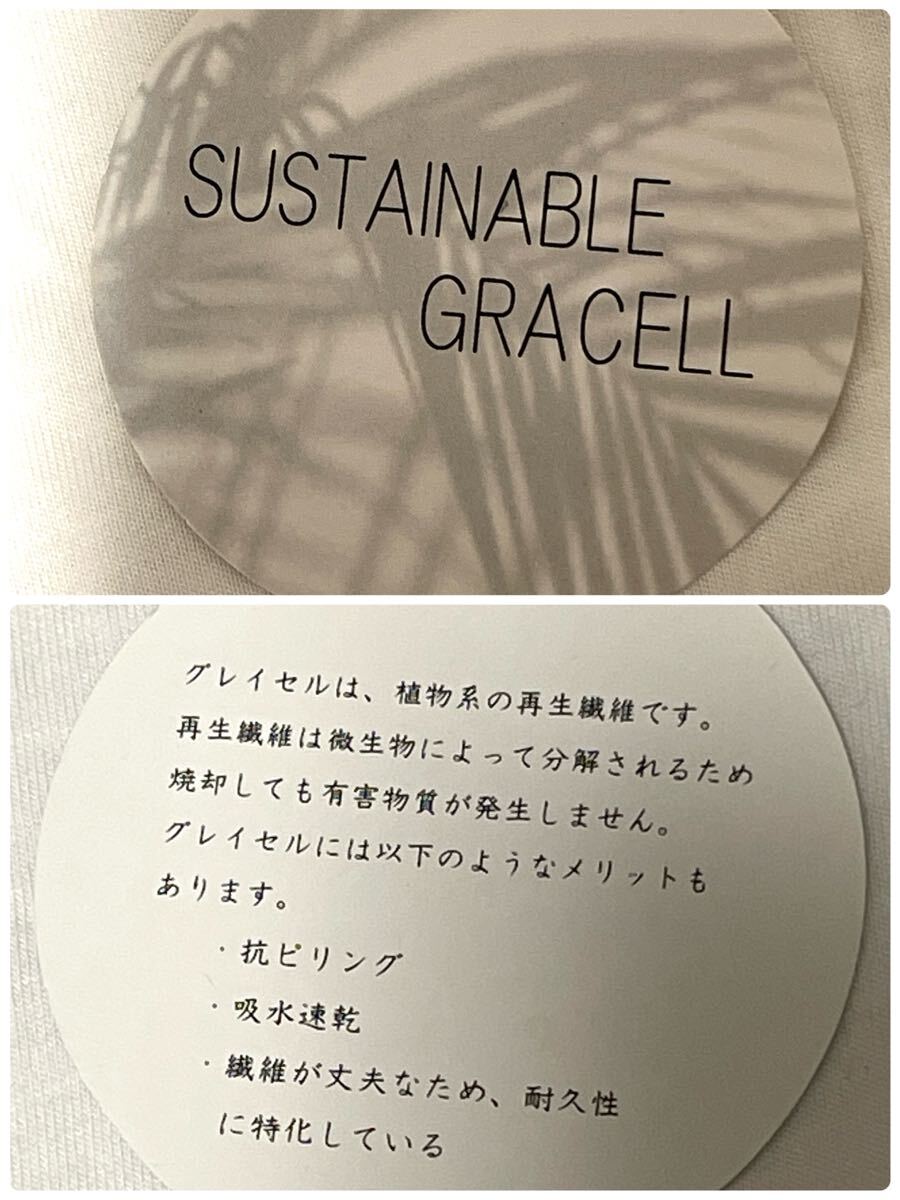 SUSTAINABLE
GRACELL
グレイセルは、植物系の再生繊維です。
再生繊維は微生物によって分解されるため
焼却しても有害物質が発生しません。
グレイセルには以下のようなメリットも
あります。
・抗ピリング
・吸水速乾
・繊維が丈夫なため、耐久性
に特化している